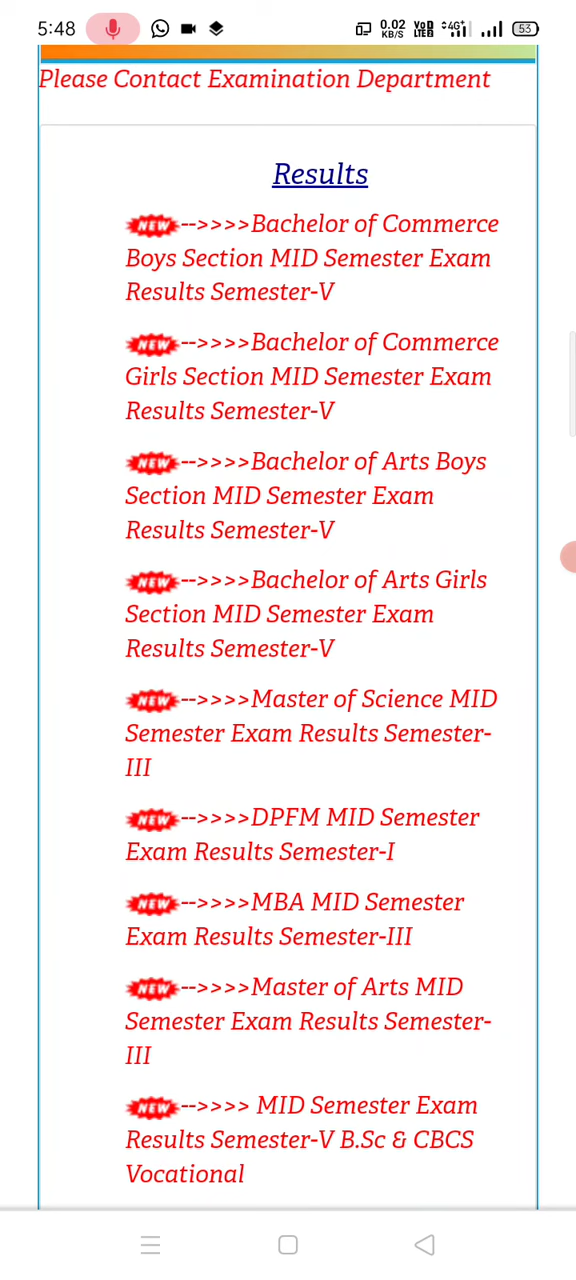 5:48
0.02 KB/S
VoD LTE2
4G+
53
Please Contact Examination Department
Results
NEW-->>>>Bachelor of Commerce
Boys Section MID Semester Exam
Results Semester-V
NEW-->>>>Bachelor of Commerce
Girls Section MID Semester Exam
Results Semester-V
NEW-->>>>Bachelor of Arts Boys
Section MID Semester Exam
Results Semester-V
NEW-->>>>Bachelor of Arts Girls
Section MID Semester Exam
Results Semester-V
NEW-->>>>Master of Science MID
Semester Exam Results Semester-
III
NEW-->>>>DPFM MID Semester
Exam Results Semester-I
NEW-->>>>MBA MID Semester
Exam Results Semester-III
NEW-->>>>Master of Arts MID
Semester Exam Results Semester-
III
NEW-->>>> MID Semester Exam
Results Semester-V B.Sc & CBCS
Vocational